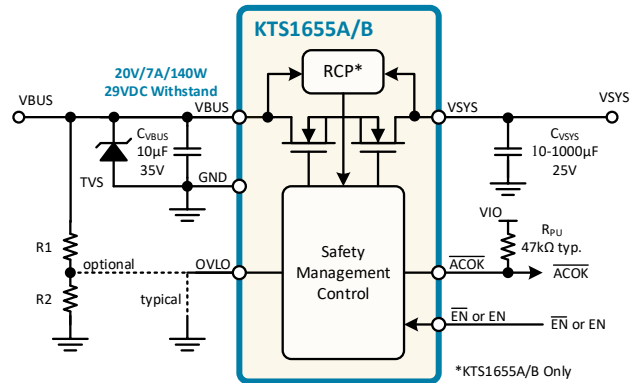 KTS1655A/B
20V/7A/140W
29VDC Withstand
RCP*
VBUS
VBUS
VSYS
VSYS
CVBUS
10µF
35V
TVS
GND
CVSYS
10-1000µF
25V
VIO
RPU
47kΩ typ.
R1
optional
OVLO
Safety
Management
Control
ACOK
ACOK
R2
typical
EN or EN
EN or EN
*KTS1655A/B Only